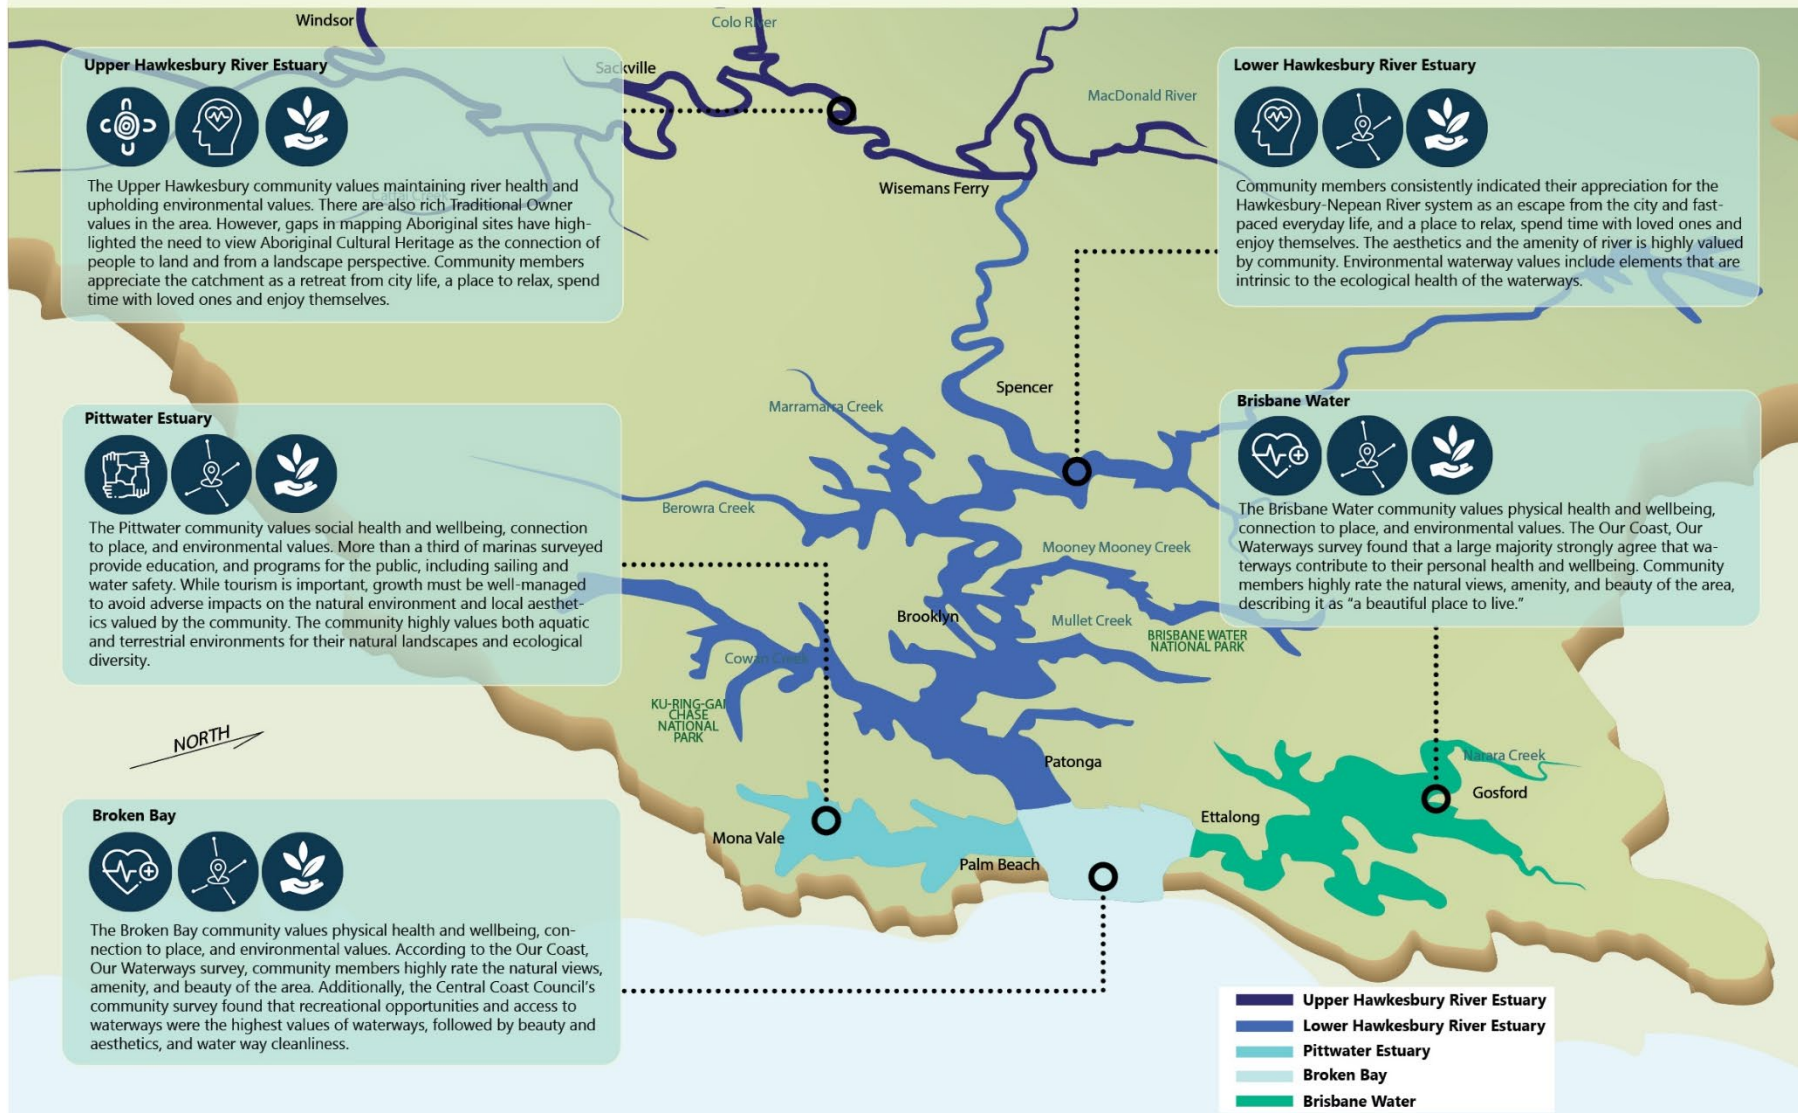 Windsor
Colo River
Sackville
MacDonald River
Wisemans Ferry
Upper Hawkesbury River Estuary
The Upper Hawkesbury community values maintaining river health and
upholding environmental values. There are also rich Traditional Owner
values in the area. However, gaps in mapping Aboriginal sites have high-
lighted the need to view Aboriginal Cultural Heritage as the connection of
people to land and from a landscape perspective. Community members
appreciate the catchment as a retreat from city life, a place to relax, spend
time with loved ones and enjoy themselves.
Lower Hawkesbury River Estuary
Community members consistently indicated their appreciation for the
Hawkesbury-Nepean River system as an escape from the city and fast-
paced everyday life, and a place to relax, spend time with loved ones and
enjoy themselves. The aesthetics and the amenity of river is highly valued
by community. Environmental waterway values include elements that are
intrinsic to the ecological health of the waterways.
Spencer
Marramarra Creek
Berowra Creek
Mooney Mooney Creek
Brooklyn
Mullet Creek
BRISBANE WATER
NATIONAL PARK
Cowan Creek
KU-RING-GAI
CHASE
NATIONAL
PARK
Pittwater Estuary
The Pittwater community values social health and wellbeing, connection
to place, and environmental values. More than a third of marinas surveyed
provide education, and programs for the public, including sailing and
water safety. While tourism is important, growth must be well-managed
to avoid adverse impacts on the natural environment and local aesthet-
ics valued by the community. The community highly values both aquatic
and terrestrial environments for their natural landscapes and ecological
diversity.
Brisbane Water
The Brisbane Water community values physical health and wellbeing,
connection to place, and environmental values. The Our Coast, Our
Waterways survey found that a large majority strongly agree that wa-
terways contribute to their personal health and wellbeing. Community
members highly rate the natural views, amenity, and beauty of the area,
describing it as “a beautiful place to live.”
NORTH
Patonga
Narara Creek
Gosford
Ettalong
Mona Vale
Palm Beach
Broken Bay
The Broken Bay community values physical health and wellbeing, con-
nection to place, and environmental values. According to the Our Coast,
Our Waterways survey, community members highly rate the natural views,
amenity, and beauty of the area. Additionally, the Central Coast Council’s
community survey found that recreational opportunities and access to
waterways were the highest values of waterways, followed by beauty and
aesthetics, and water way cleanliness.
Upper Hawkesbury River Estuary
Lower Hawkesbury River Estuary
Pittwater Estuary
Broken Bay
Brisbane Water